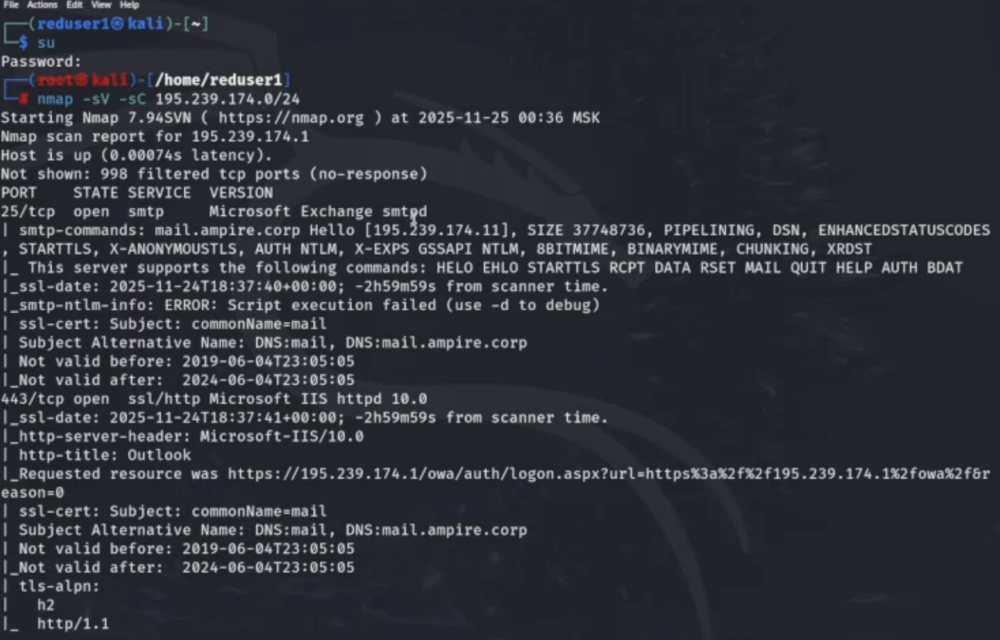 File Actions Edit View Help
┌──(reduser1㉿kali)-[~]
└─$ su
Password:
┌──(root㉿kali)-[/home/reduser1]
└─# nmap -sV -sC 195.239.174.0/24
Starting Nmap 7.94SVN ( https://nmap.org ) at 2025-11-25 00:36 MSK
Nmap scan report for 195.239.174.1
Host is up (0.00074s latency).
Not shown: 998 filtered tcp ports (no-response)
PORT    STATE SERVICE  VERSION
25/tcp  open  smtp     Microsoft Exchange smtpd
| smtp-commands: mail.ampire.corp Hello [195.239.174.11], SIZE 37748736, PIPELINING, DSN, ENHANCEDSTATUSCODES
, STARTTLS, X-ANONYMOUSTLS, AUTH NTLM, X-EXPS GSSAPI NTLM, 8BITMIME, BINARYMIME, CHUNKING, XRDST
|_ This server supports the following commands: HELO EHLO STARTTLS RCPT DATA RSET MAIL QUIT HELP AUTH BDAT
|_ssl-date: 2025-11-24T18:37:40+00:00; -2h59m59s from scanner time.
|_smtp-ntlm-info: ERROR: Script execution failed (use -d to debug)
| ssl-cert: Subject: commonName=mail
| Subject Alternative Name: DNS:mail, DNS:mail.ampire.corp
| Not valid before: 2019-06-04T23:05:05
|_Not valid after:  2024-06-04T23:05:05
443/tcp open  ssl/http Microsoft IIS httpd 10.0
|_ssl-date: 2025-11-24T18:37:41+00:00; -2h59m59s from scanner time.
|_http-server-header: Microsoft-IIS/10.0
| http-title: Outlook
|_Requested resource was https://195.239.174.1/owa/auth/logon.aspx?url=https%3a%2f%2f195.239.174.1%2fowa%2f&r
eason=0
| ssl-cert: Subject: commonName=mail
| Subject Alternative Name: DNS:mail, DNS:mail.ampire.corp
| Not valid before: 2019-06-04T23:05:05
|_Not valid after:  2024-06-04T23:05:05
| tls-alpn:
|   h2
|_  http/1.1